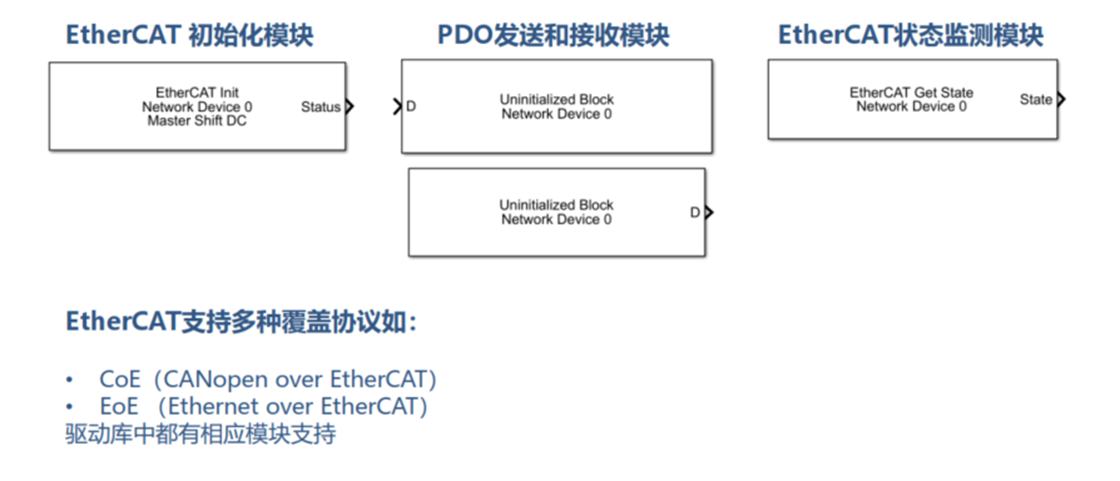 EtherCAT 初始化模块
EtherCAT Init
Network Device 0
Master Shift DC
Status
PDO发送和接收模块
D
Uninitialized Block
Network Device 0
Uninitialized Block
Network Device 0
D
EtherCAT状态监测模块
EtherCAT Get State
Network Device 0
State
EtherCAT支持多种覆盖协议如：
• CoE（CANopen over EtherCAT）
• EoE （Ethernet over EtherCAT）
驱动库中都有相应模块支持